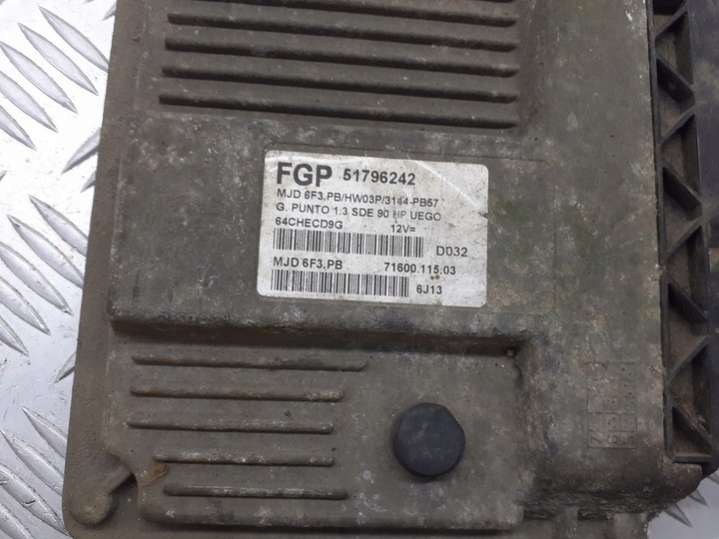 FGP 51796242
MJD 6F3.PB/HW03P/3144-PB57
G. PUNTO 1.3 SDE 90 HP UEGO
64CHECD9G 12V=
D032
MJD 6F3.PB 71600.115.03
6J13